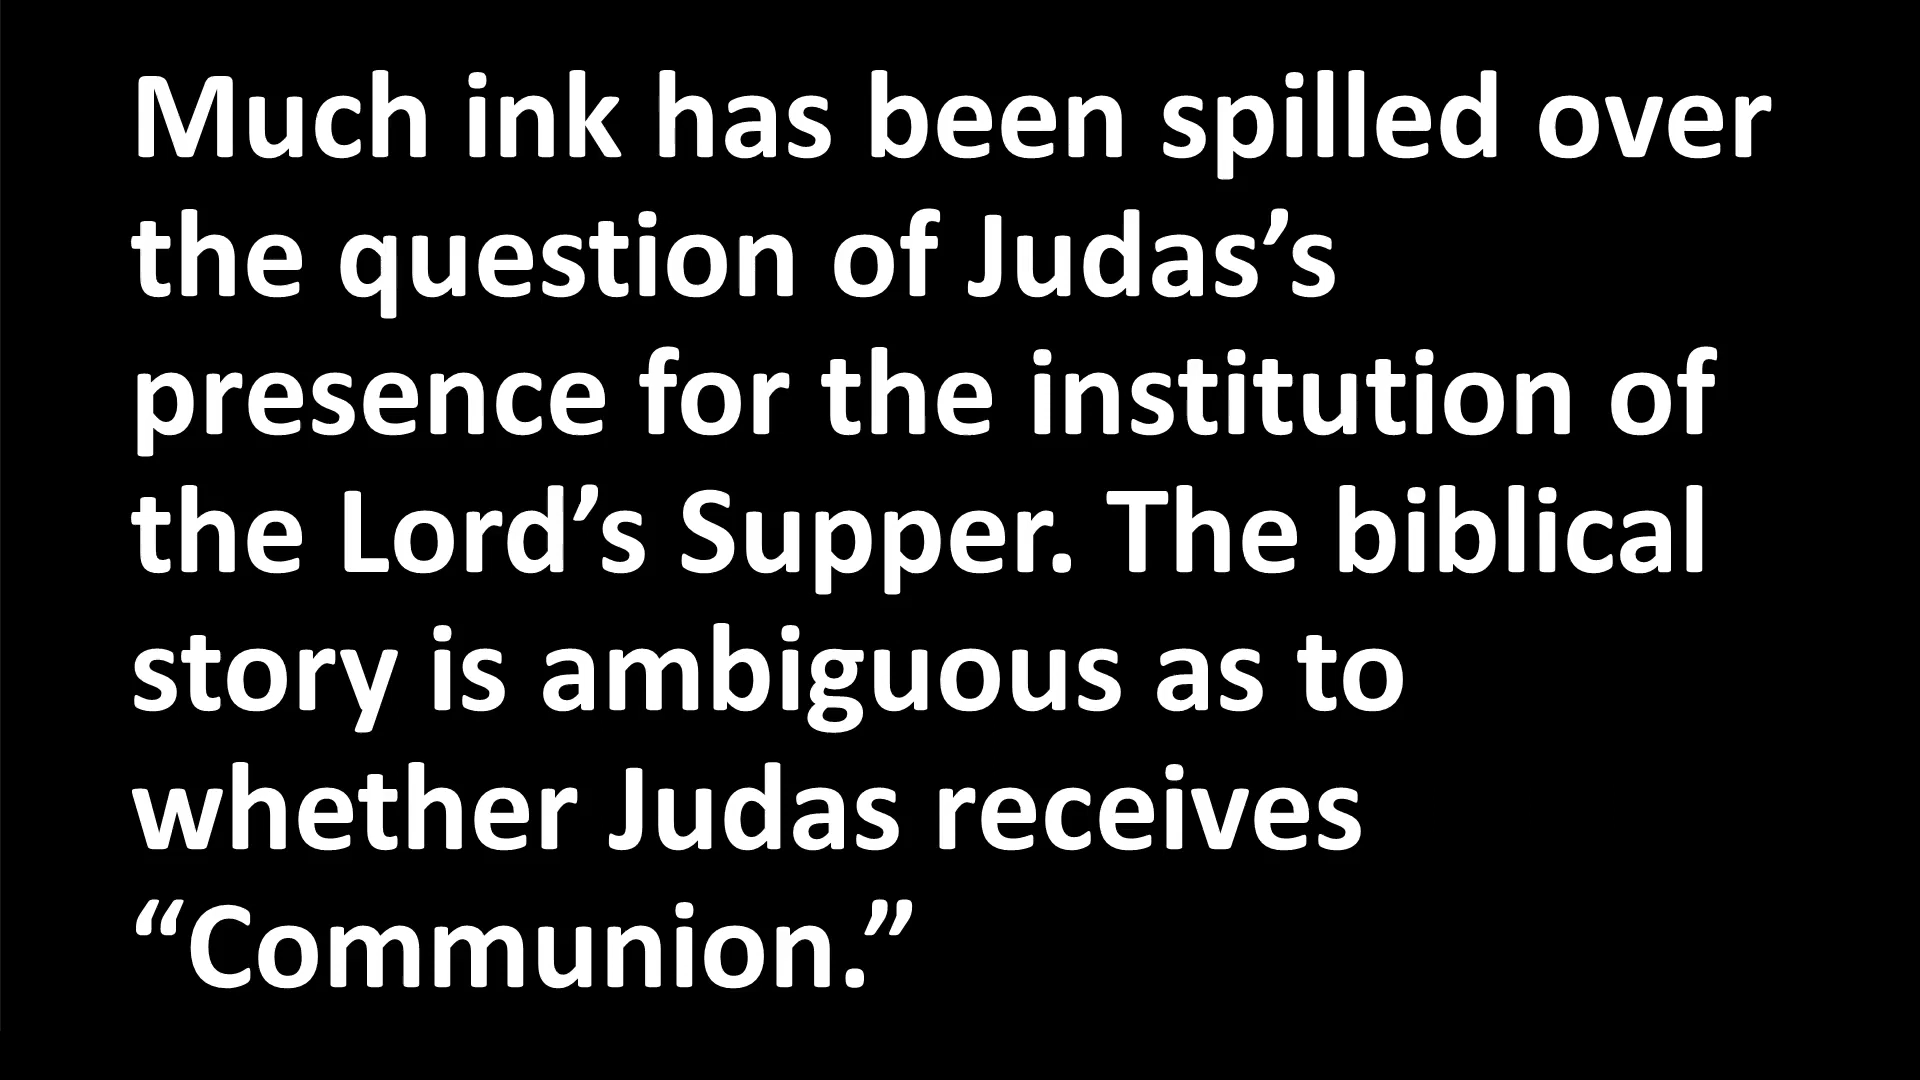 Much ink has been spilled over
the question of Judas’s
presence for the institution of
the Lord’s Supper. The biblical
story is ambiguous as to
whether Judas receives
“Communion.”